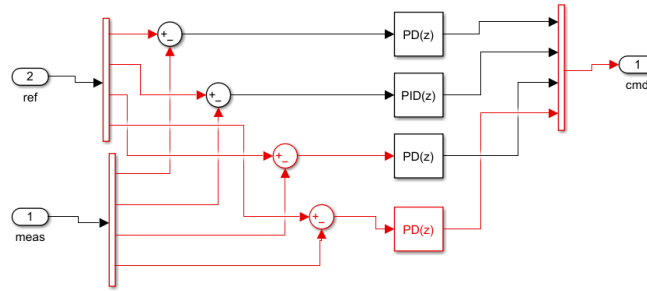 +
−
PD(z)
1
cmd
2
ref
+
−
PID(z)
+
−
PD(z)
1
meas
+
−
PD(z)